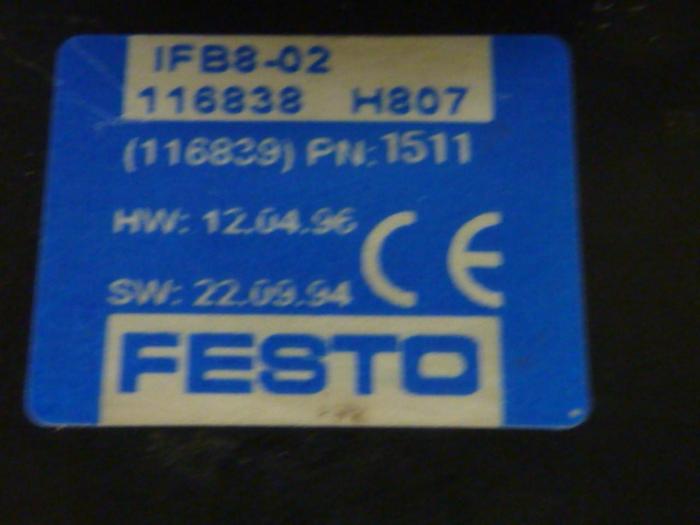 IFB8-02
116838 H807
(116839) PN:1511
HW: 12.04.96
CE
SW: 22.09.94
FESTO